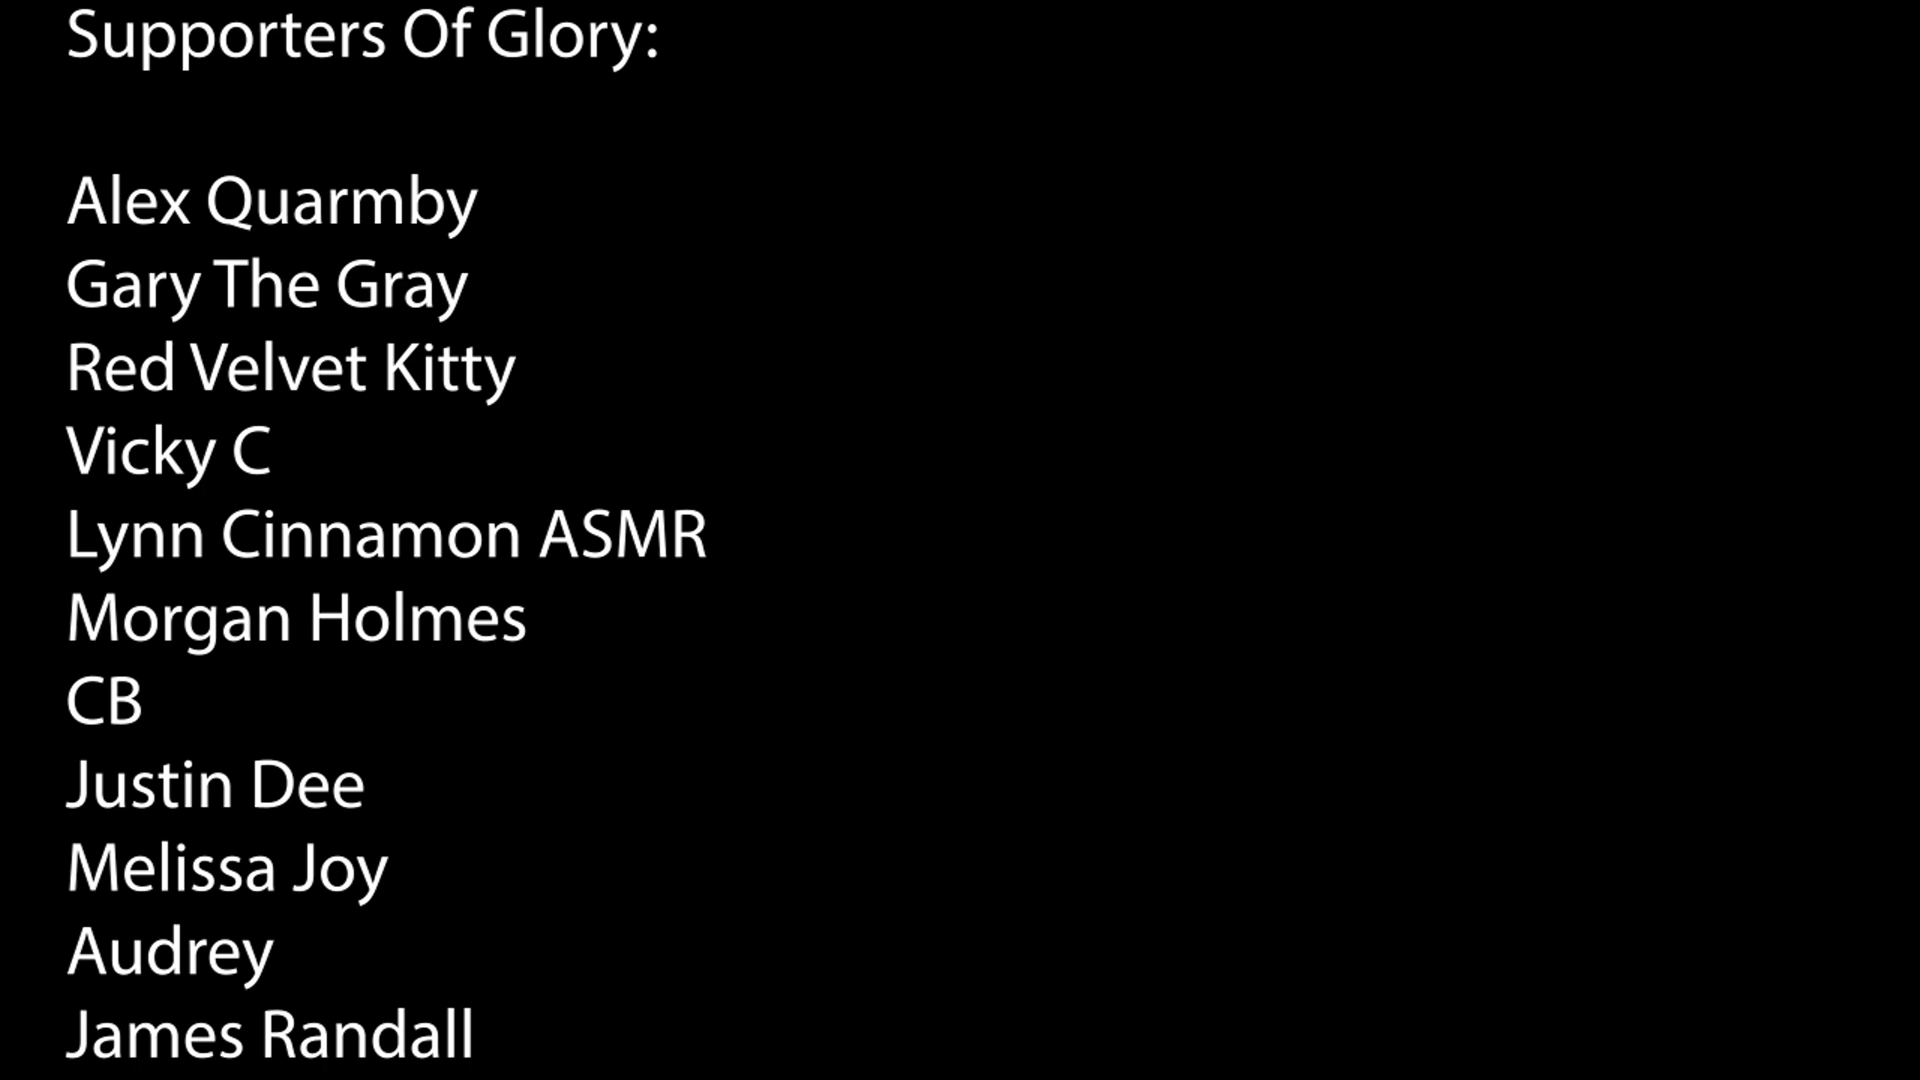 Supporters Of Glory:
Alex Quarmby
Gary The Gray
Red Velvet Kitty
Vicky C
Lynn Cinnamon ASMR
Morgan Holmes
CB
Justin Dee
Melissa Joy
Audrey
James Randall